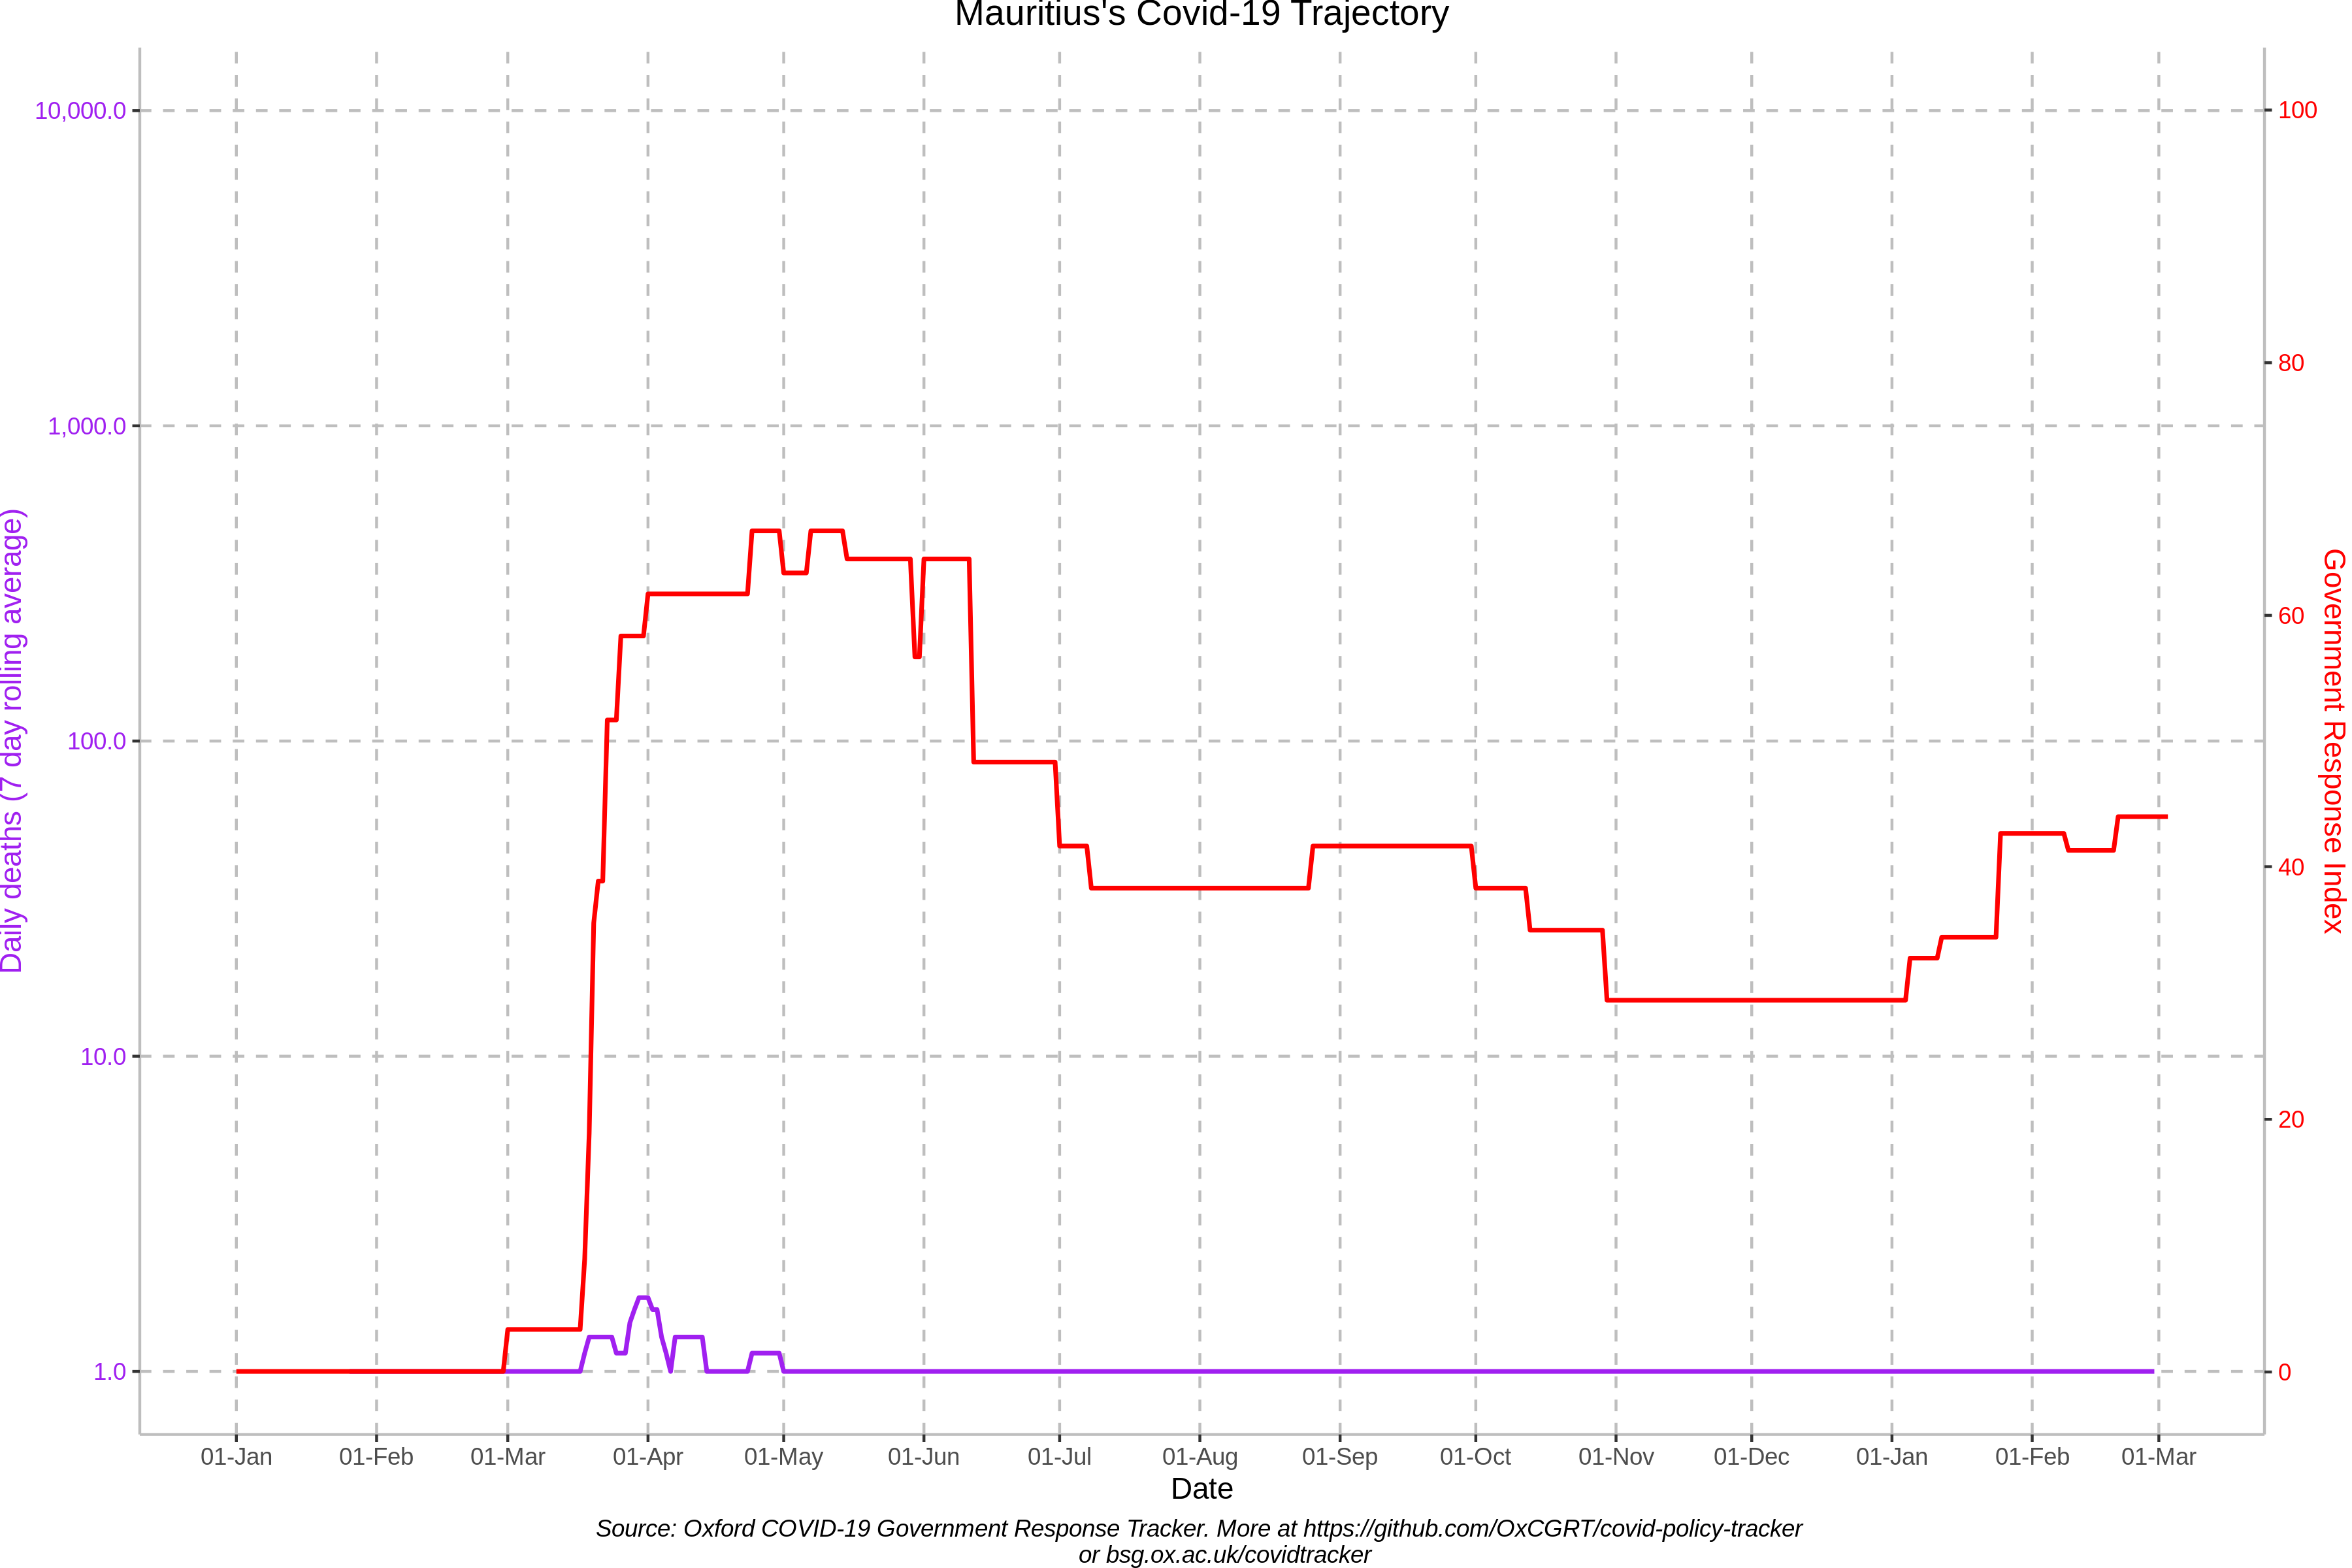 Mauritius's Covid-19 Trajectory
10,000.0
1,000.0
100.0
10.0
1.0
Daily deaths (7 day rolling average)
100
80
60
40
20
0
Government Response Index
01-Jan 01-Feb 01-Mar 01-Apr 01-May 01-Jun 01-Jul 01-Aug 01-Sep 01-Oct 01-Nov 01-Dec 01-Jan 01-Feb 01-Mar
Date
Source: Oxford COVID-19 Government Response Tracker. More at https://github.com/OxCGRT/covid-policy-tracker
or bsg.ox.ac.uk/covidtracker